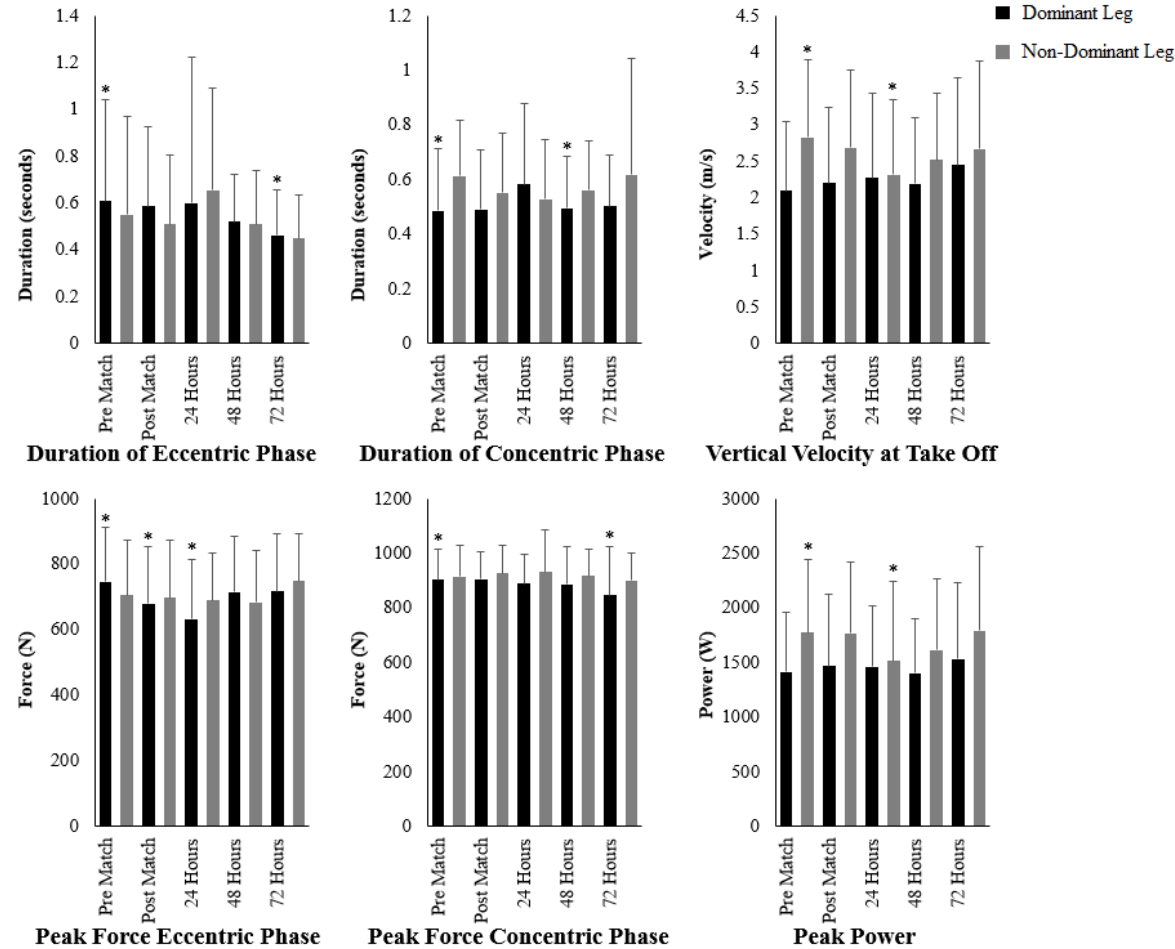 Dominant Leg
Non-Dominant Leg
Duration (seconds)
1.4
1.2
1
0.8
0.6
0.4
0.2
0
*
*
Pre Match
Post Match
24 Hours
48 Hours
72 Hours
Duration of Eccentric Phase
Duration (seconds)
1.2
1
0.8
0.6
0.4
0.2
0
*
*
Pre Match
Post Match
24 Hours
48 Hours
72 Hours
Duration of Concentric Phase
Velocity (m/s)
4.5
4
3.5
3
2.5
2
1.5
1
0.5
0
*
*
Pre Match
Post Match
24 Hours
48 Hours
72 Hours
Vertical Velocity at Take Off
Force (N)
1000
800
600
400
200
0
*
*
*
Pre Match
Post Match
24 Hours
48 Hours
72 Hours
Peak Force Eccentric Phase
Force (N)
1200
1000
800
600
400
200
0
*
*
Pre Match
Post Match
24 Hours
48 Hours
72 Hours
Peak Force Concentric Phase
Power (W)
3000
2500
2000
1500
1000
500
0
*
*
Pre Match
Post Match
24 Hours
48 Hours
72 Hours
Peak Power